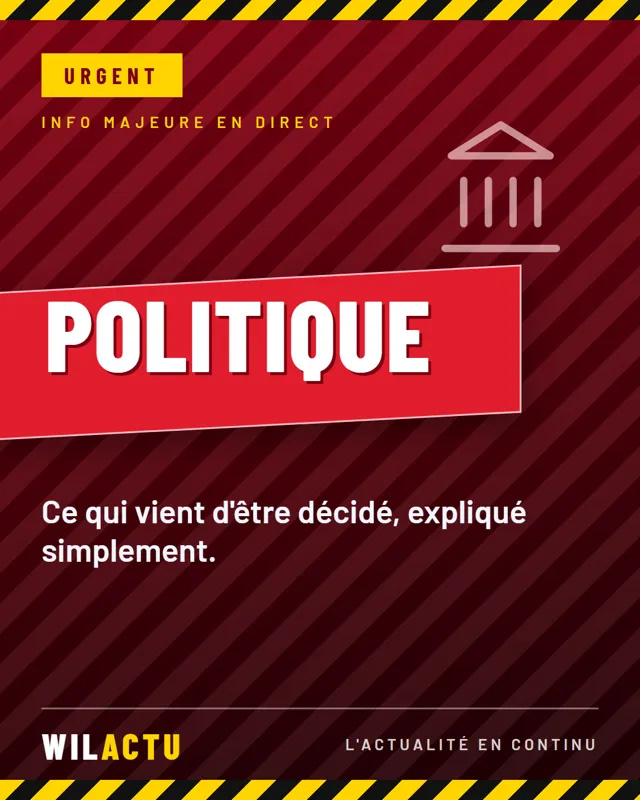 URGENT
INFO MAJEURE EN DIRECT
POLITIQUE
Ce qui vient d'être décidé, expliqué
simplement.
WILACTU
L'ACTUALITÉ EN CONTINU